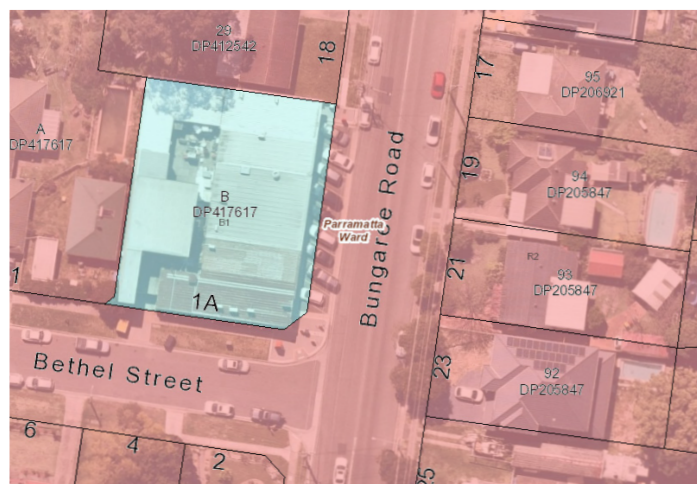 29
DP412542
18
17
95
DP206921
A
DP417617
19
94
DP205847
B
DP417617
B1
Parramatta
Ward
Bungaree Road
21
R2
93
DP205847
1
1A
Bethel Street
23
92
DP205847
6
4
2
25